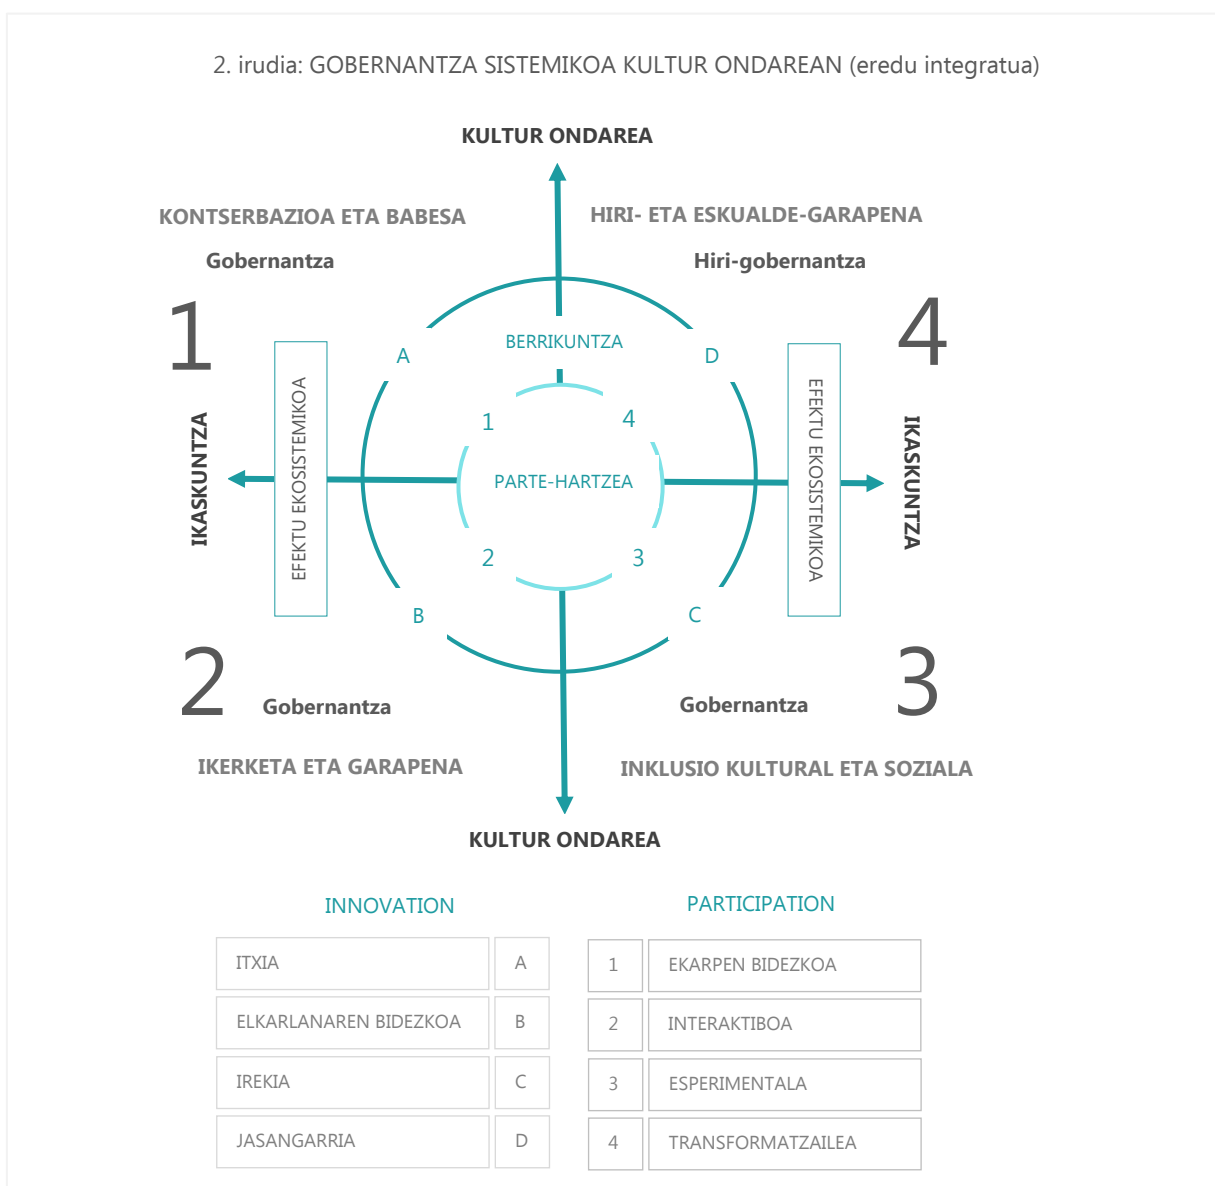 2. irudia: GOBERNANTZA SISTEMIKOA KULTUR ONDAREAN (eredu integratua)
KULTUR ONDAREA
KONTSERBAZIOA ETA BABESA
HIRI- ETA ESKUALDE-GARAPENA
Gobernantza
Hiri-gobernantza
1
4
A
BERRIKUNTZA
D
1
4
IKASKUNTZA
EFEKTU EKOSISTEMIKOA
PARTE-HARTZEA
EFEKTU EKOSISTEMIKOA
IKASKUNTZA
2
3
B
C
2
3
Gobernantza
Gobernantza
IKERKETA ETA GARAPENA
INKLUSIO KULTURAL ETA SOZIALA
KULTUR ONDAREA
INNOVATION
ITXIA A
ELKARLANAREN BIDEZKOA B
IREKIA C
JASANGARRIA D
PARTICIPATION
1 EKARPEN BIDEZKOA
2 INTERAKTIBOA
3 ESPERIMENTALA
4 TRANSFORMATZAILEA